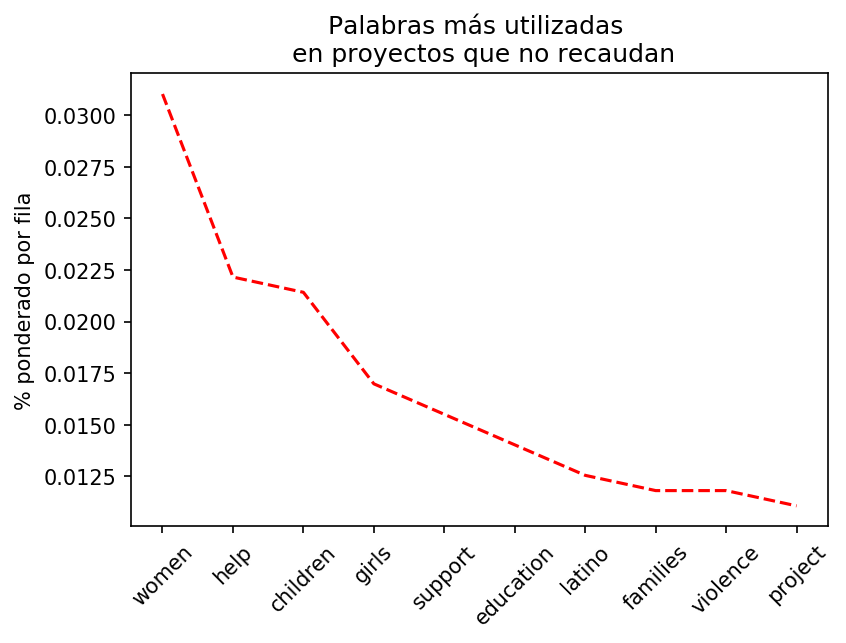 Palabras más utilizadas
en proyectos que no recaudan
% ponderado por fila
0.0300
0.0275
0.0250
0.0225
0.0200
0.0175
0.0150
0.0125
women
help
children
girls
support
education
latino
families
violence
project